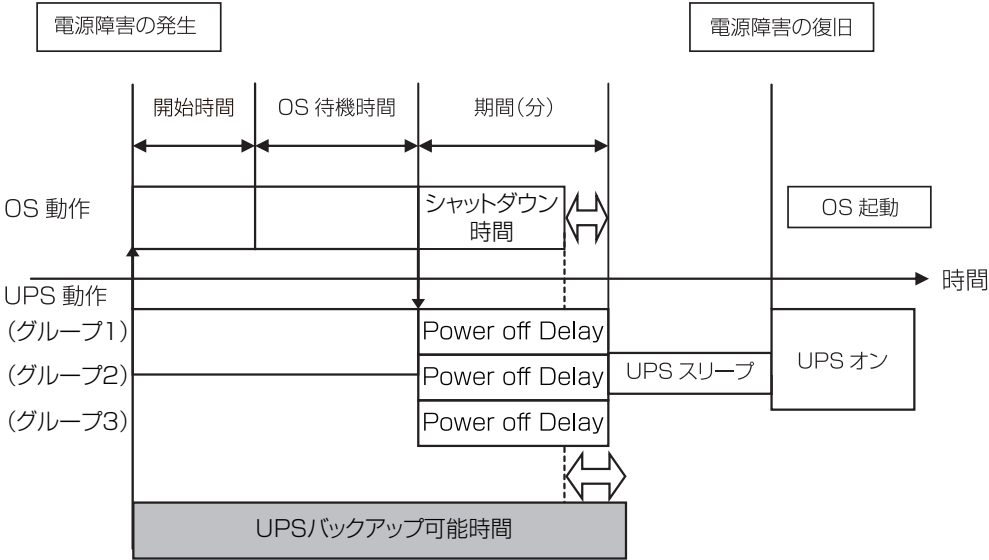 電源障害の発生
電源障害の復旧
開始時間
OS 待機時間
期間(分)
OS 動作
シャットダウン
時間
OS 起動
時間
UPS 動作
(グループ1)
Power off Delay
(グループ2)
Power off Delay
UPS スリープ
UPS オン
(グループ3)
Power off Delay
UPSバックアップ可能時間